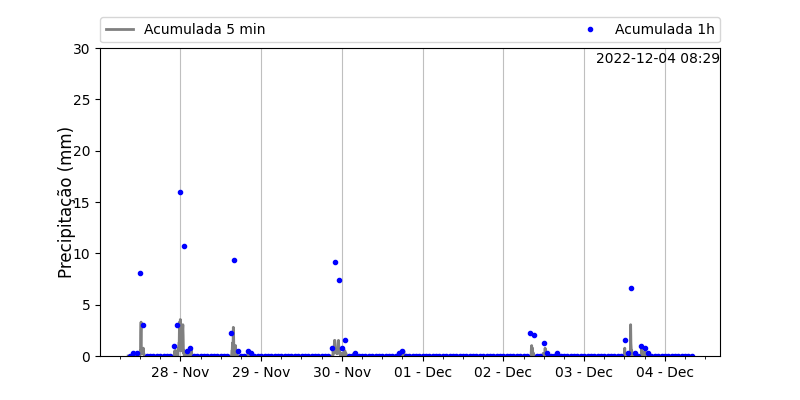 Acumulada 5 min
Acumulada 1h
2022-12-04 08:29
Precipitação (mm)
30
25
20
15
10
5
0
28 - Nov
29 - Nov
30 - Nov
01 - Dec
02 - Dec
03 - Dec
04 - Dec